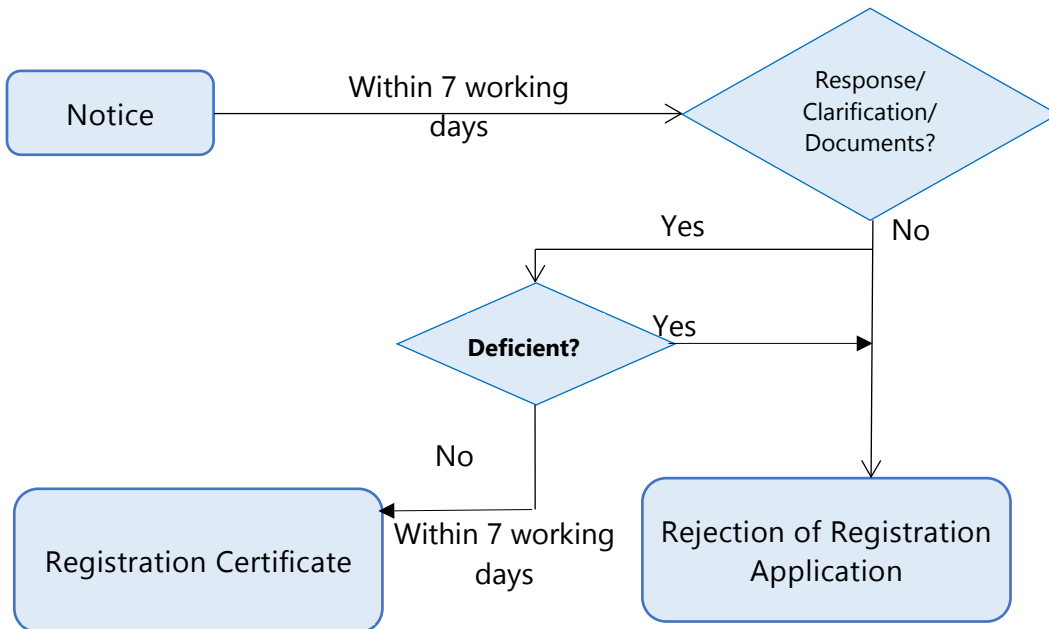 Notice
Within 7 working
days
Response/
Clarification/
Documents?
Yes
No
Deficient?
Yes
No
Registration Certificate
Within 7 working
days
Rejection of Registration
Application